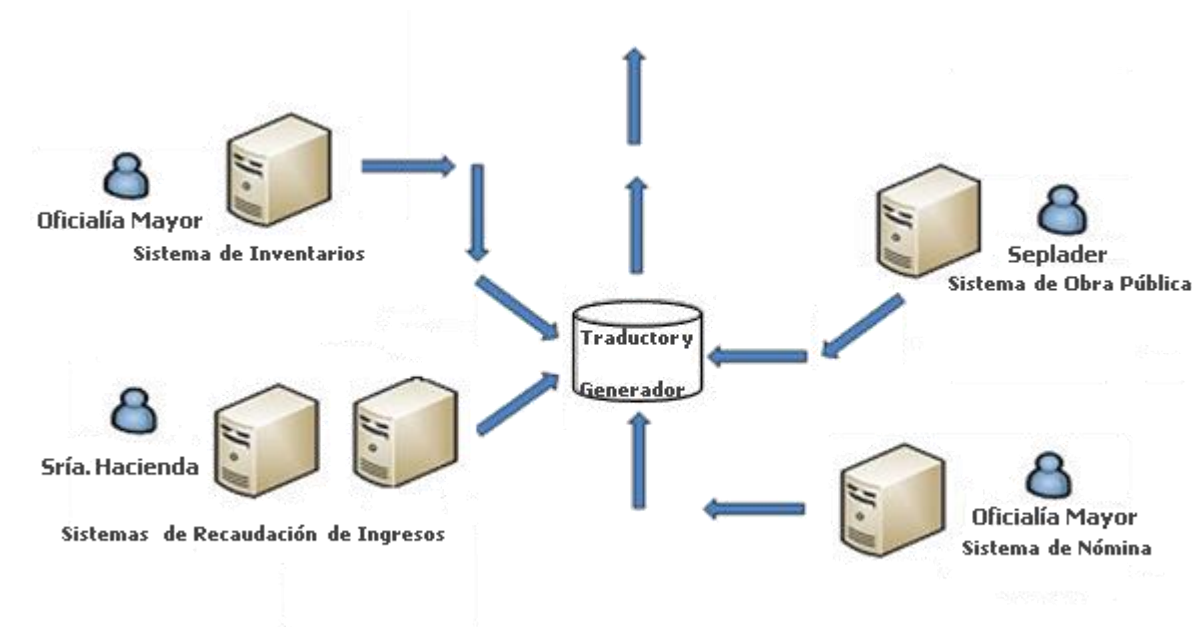 Oficialía Mayor
Sistema de Inventarios
Seplader
Sistema de Obra Pública
Traductory
Generador
Sría. Hacienda
Sistemas de Recaudación de Ingresos
Oficialía Mayor
Sistema de Nómina